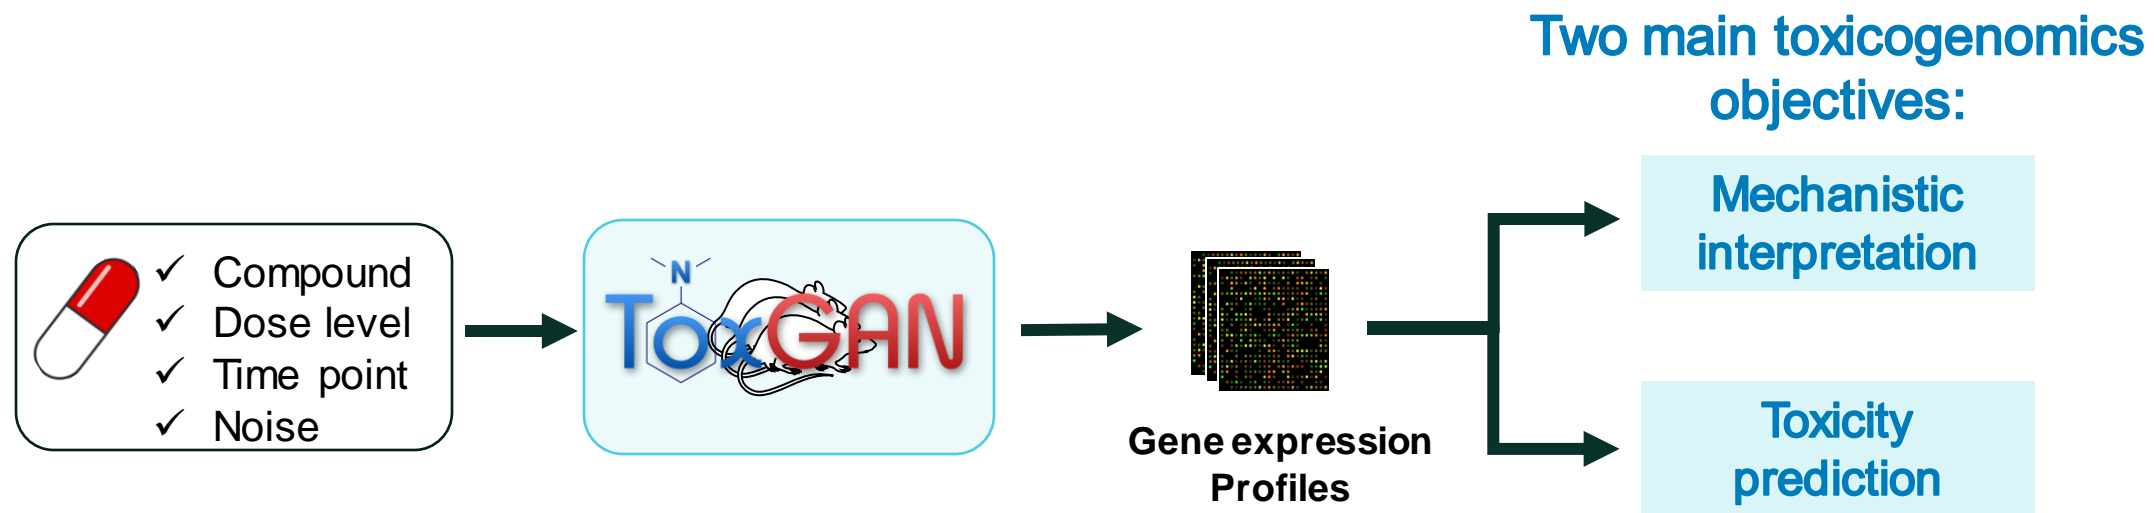 Two main toxicogenomics
objectives:
Mechanistic
interpretation
Compound
Dose level
Time point
Noise
N
ToxGAN
Gene expression
Profiles
Toxicity
prediction